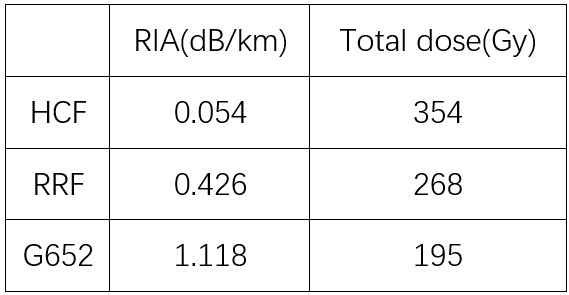 RIA(dB/km) Total dose(Gy)
HCF 0.054 354
RRF 0.426 268
G652 1.118 195